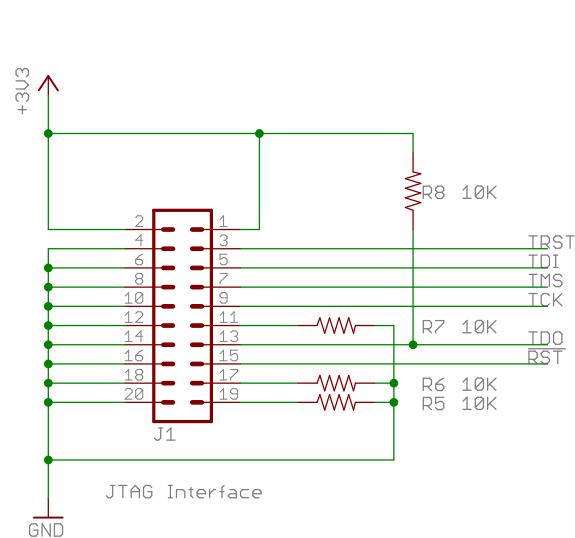 +3V3
R8 10K
2 1
4 3 TRST
6 5 TDI
8 7 TMS
10 9 TCK
12 11 R7 10K
14 13 TDO
16 15 RST
18 17 R6 10K
20 19 R5 10K
J1
JTAG Interface
GND